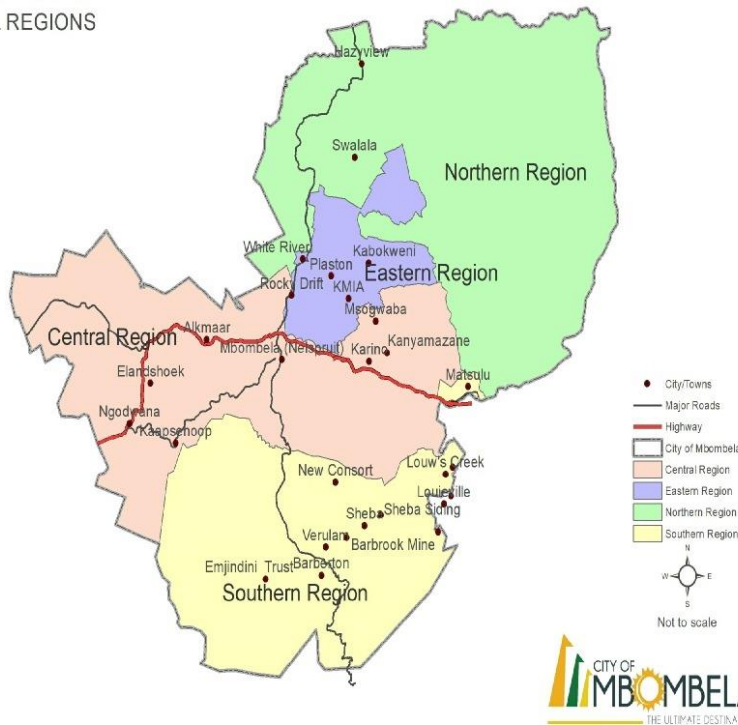 REGIONS
Hazyview
Swalala
Northern Region
White River
Kabokweni
Plaston
Eastern Region
Rocky Drift
KMIA
Msogwaba
Central Region
Alkmaar
Kanyamazane
Mbombela (Nelspruit)
Karino
Elandshoek
Matsulu
Ngodwana
Kaapsehoop
New Consort
Louw's Creek
Louieville
Sheba
Sheba Siding
Verulam
Barbrook Mine
Emjindini Trust
Barberton
Southern Region
City/Towns
Major Roads
Highway
City of Mbombela
Central Region
Eastern Region
Northern Region
Southern Region
N
W
E
S
Not to scale
CITY OF
MBOMBEL
THE ULTIMATE DESTINA